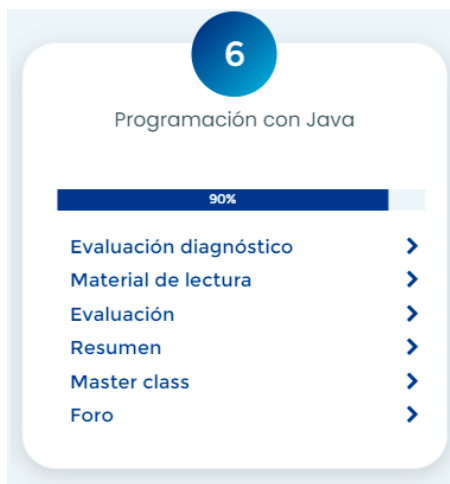 6
Programación con Java
90%
Evaluación diagnóstico
Material de lectura
Evaluación
Resumen
Master class
Foro